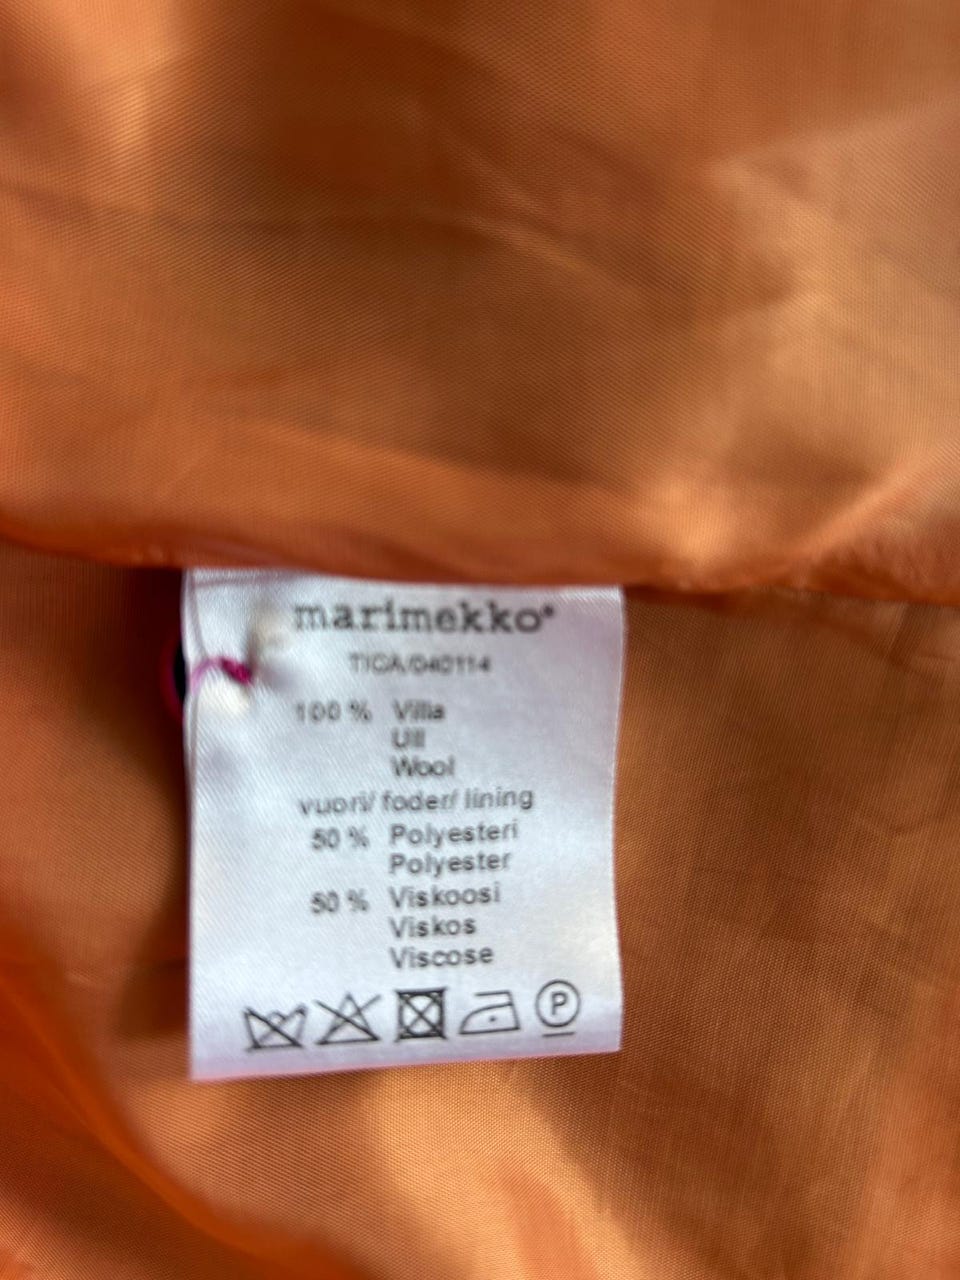 marimekko®
TICA/040114
100 % Villa
Ull
Wool
vuori/ foder/ lining
50 % Polyesteri
Polyester
50 % Viskoosi
Viskos
Viscose
P